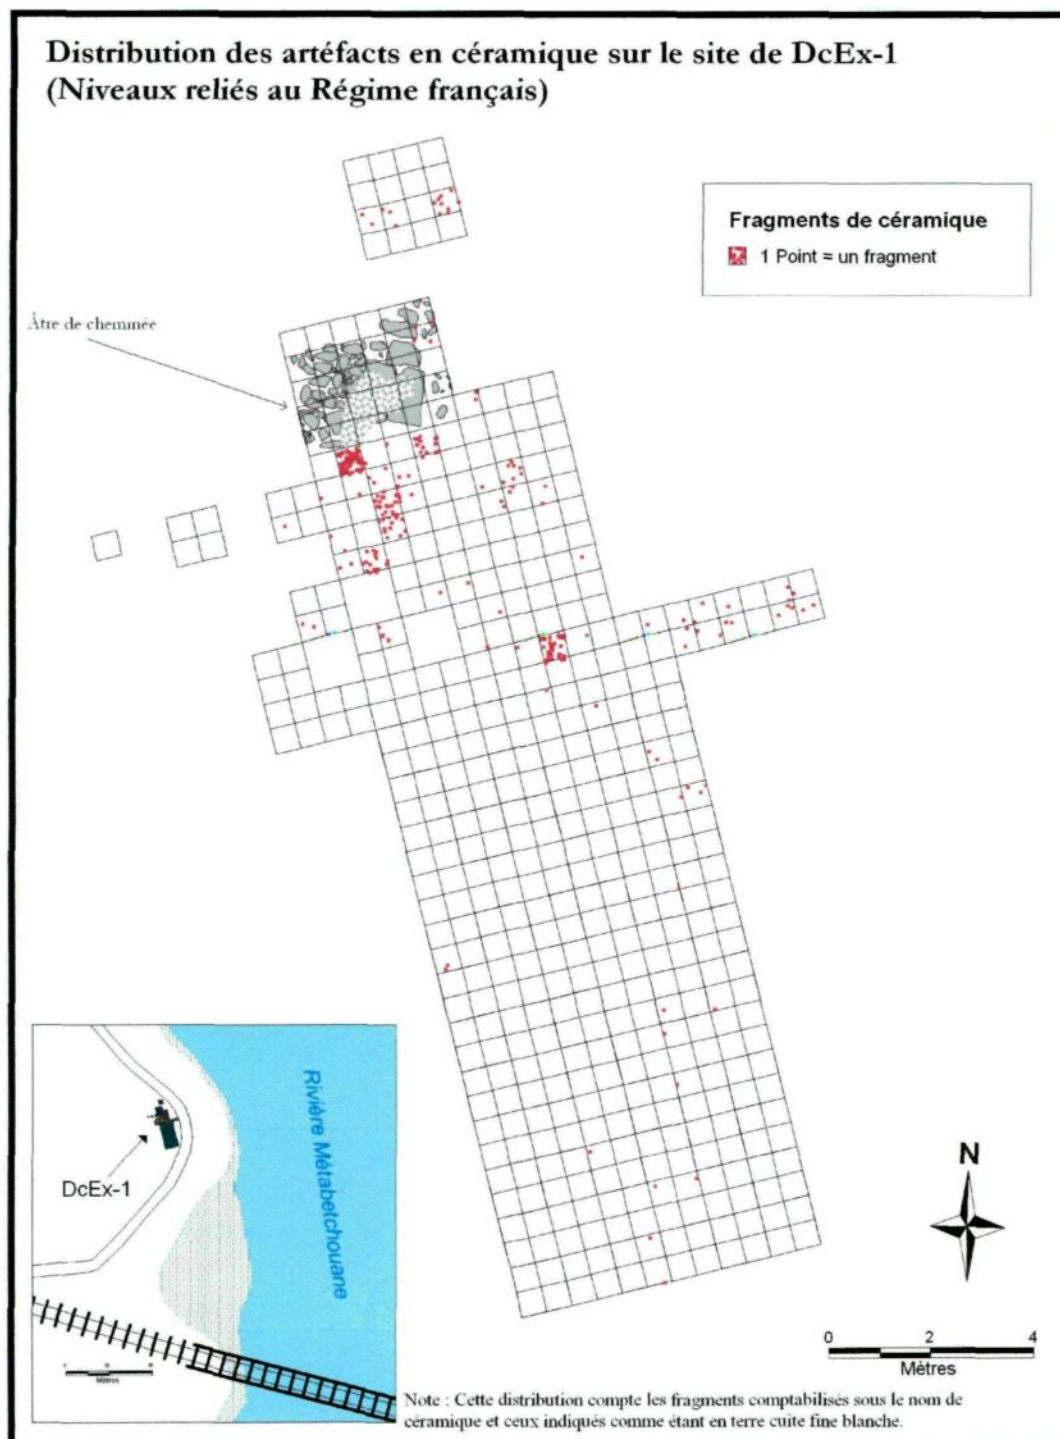 Distribution des artéfacts en céramique sur le site de DcEx-1
(Niveaux reliés au Régime français)
Fragments de céramique
1 Point = un fragment
Âtre de cheminée
DcEx-1
Rivière Métabetchouane
Mètres
N
0 2 4
Mètres
Note : Cette distribution compte les fragments comptabilisés sous le nom de
céramique et ceux indiqués comme étant en terre cuite fine blanche.